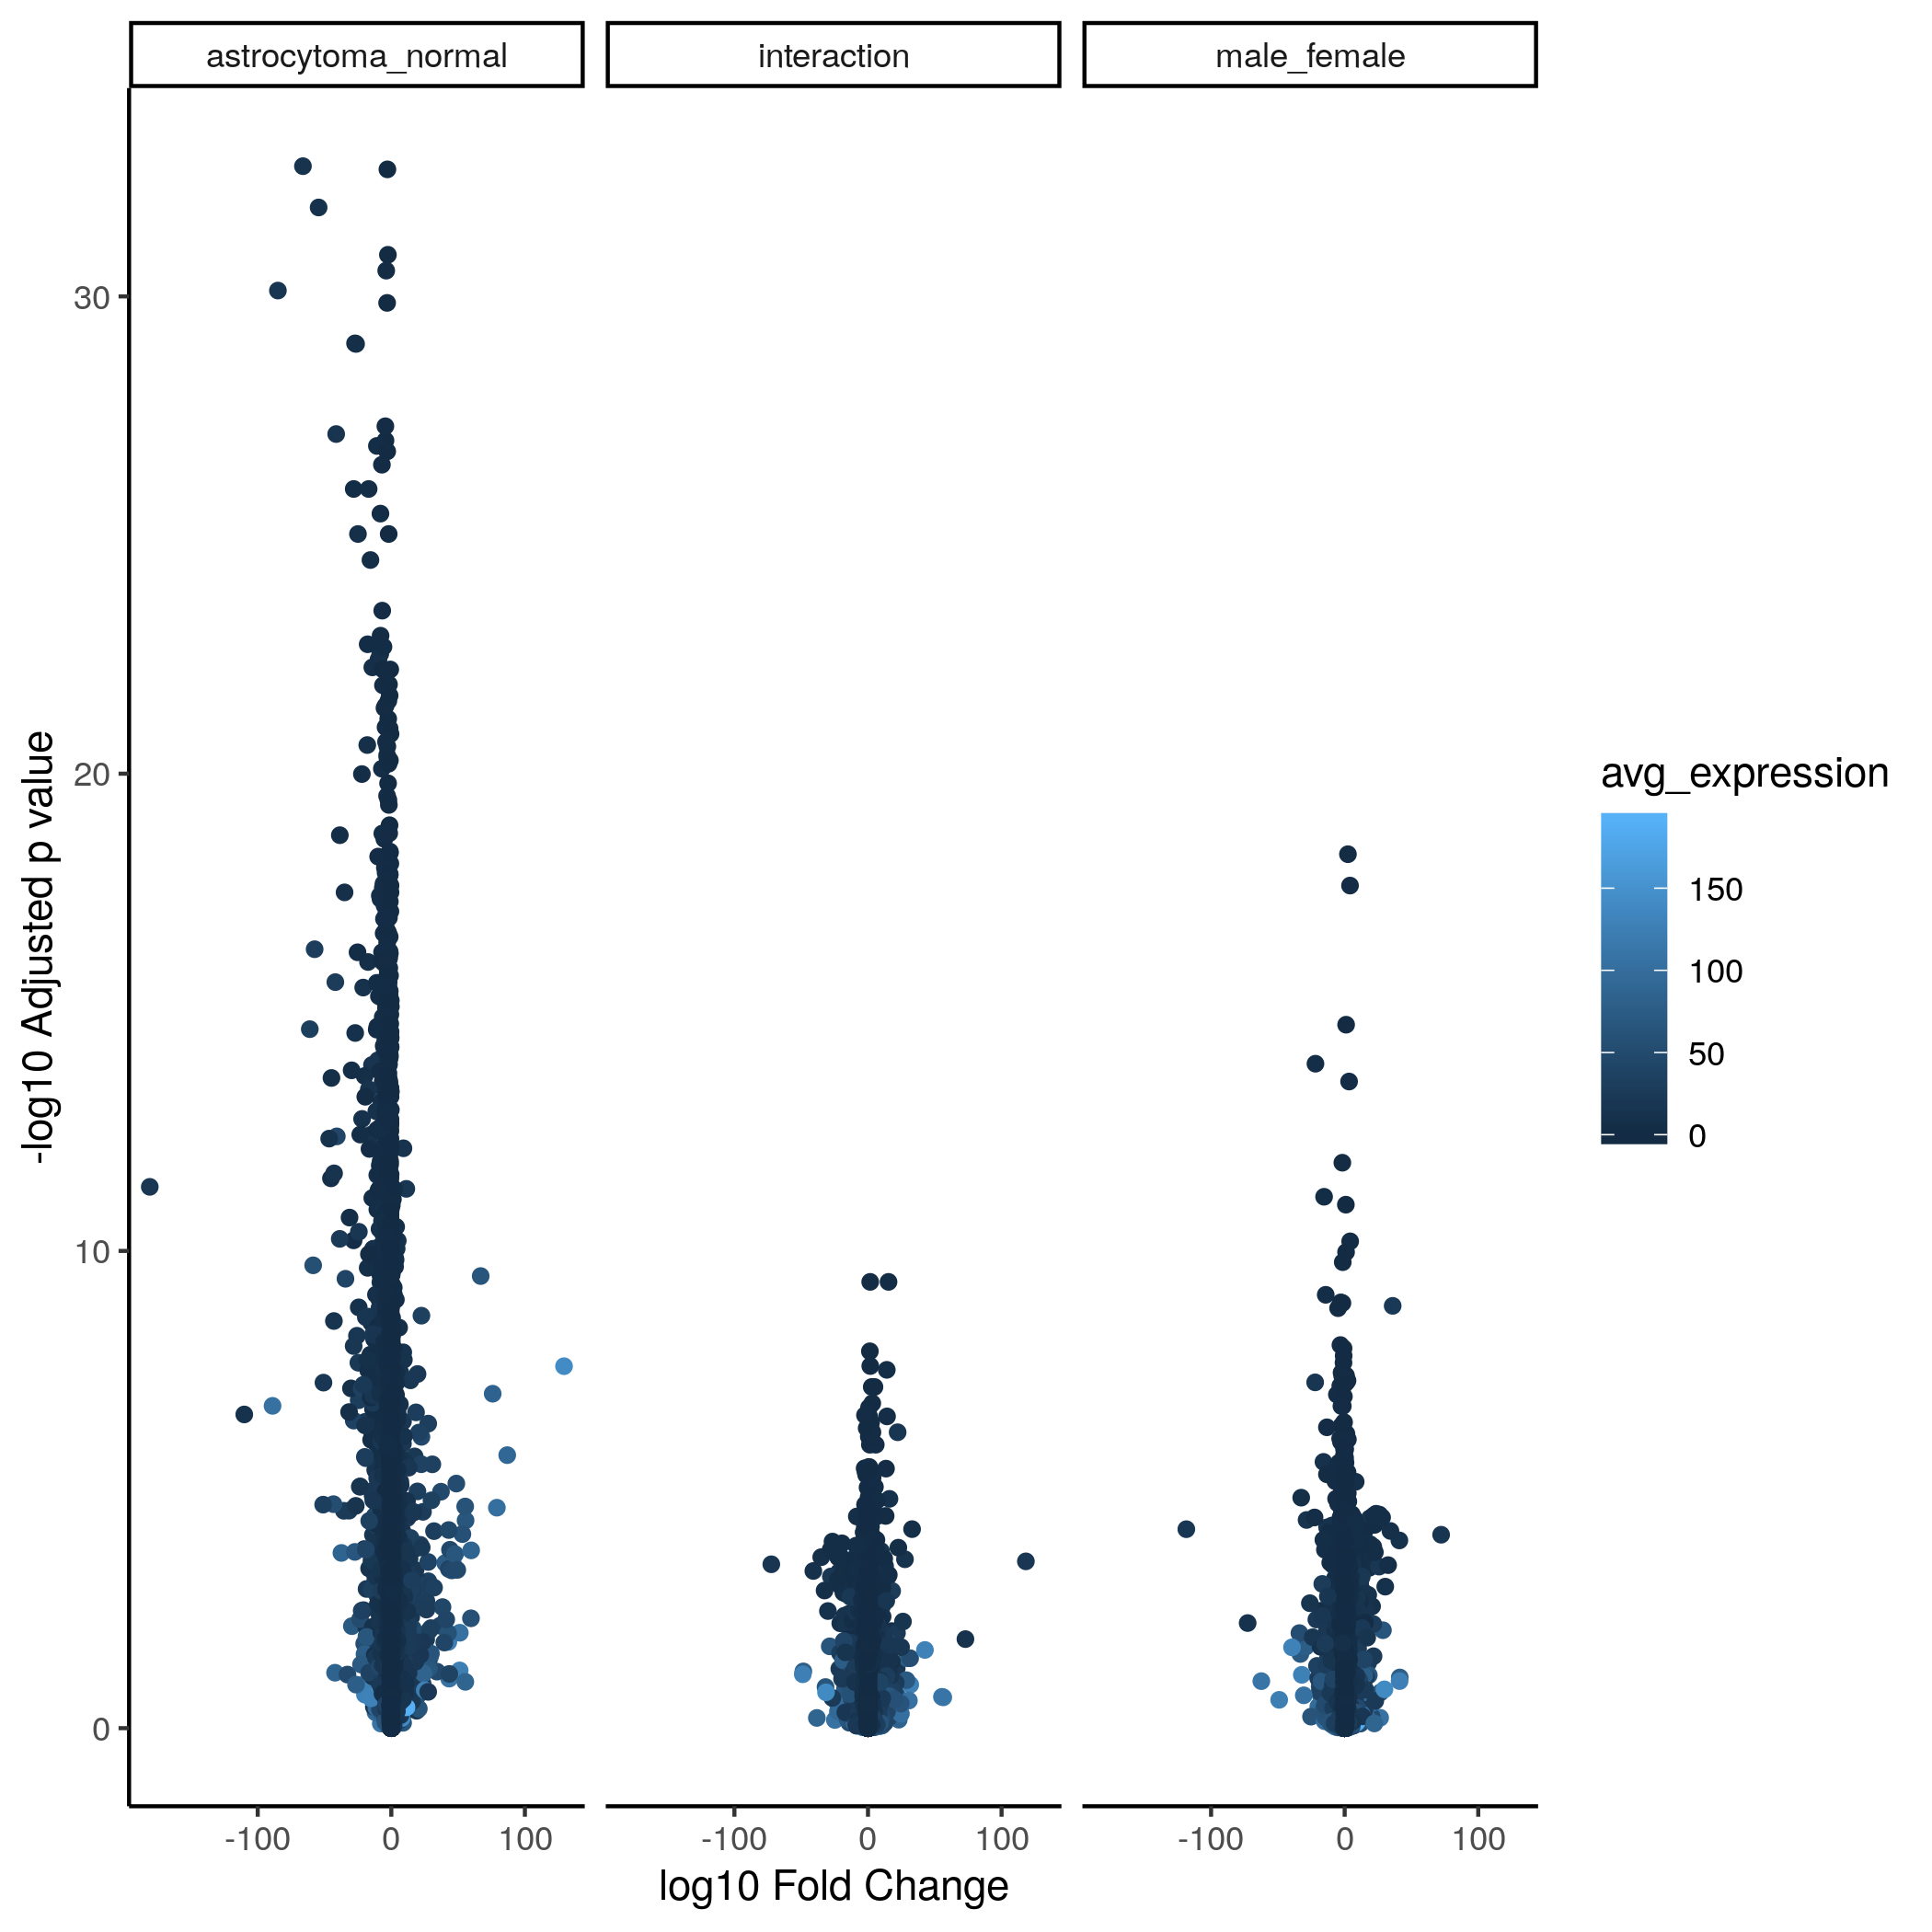 astrocytoma_normal
interaction
male_female
-log10 Adjusted p value
30
20
10
0
-100 0 100
-100 0 100
-100 0 100
log10 Fold Change
avg_expression
150
100
50
0